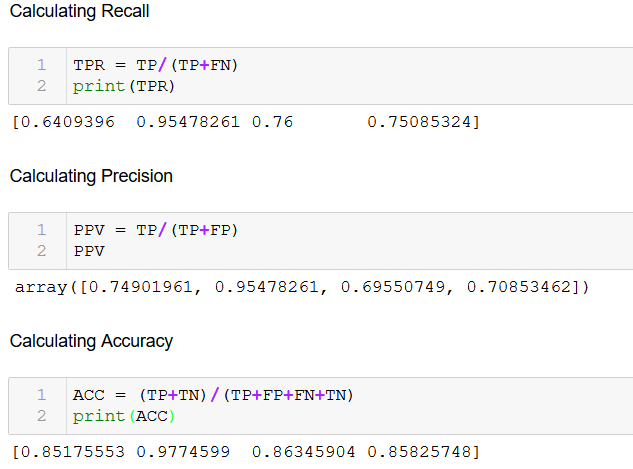 Calculating Recall
1 TPR = TP/(TP+FN)
2 print(TPR)
[0.6409396  0.95478261 0.76       0.75085324]
Calculating Precision
1 PPV = TP/(TP+FP)
2 PPV
array([0.74901961, 0.95478261, 0.69550749, 0.70853462])
Calculating Accuracy
1 ACC = (TP+TN)/(TP+FP+FN+TN)
2 print(ACC)
[0.85175553 0.9774599  0.86345904 0.85825748]